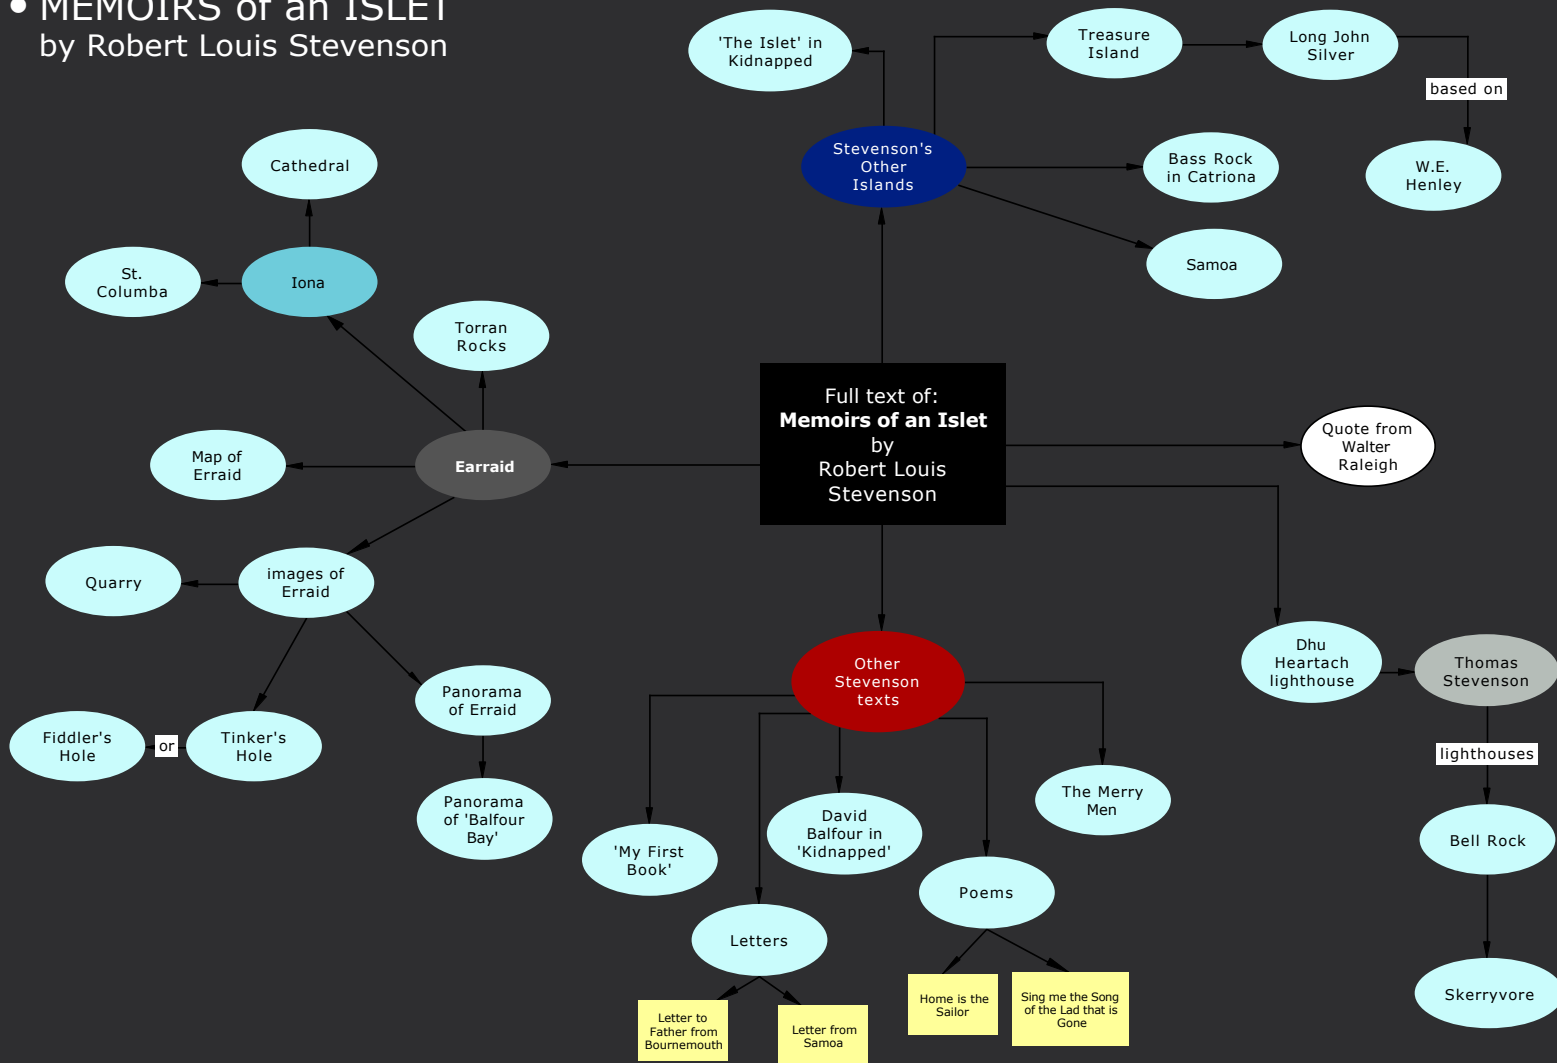 MEMOIRS of an ISLET
by Robert Louis Stevenson
'The Islet' in
Kidnapped
Treasure
Island
Long John
Silver
based on
W.E.
Henley
Stevenson's
Other
Islands
Bass Rock
in Catriona
Samoa
Cathedral
St.
Columba
Iona
Torran
Rocks
Map of
Erraid
Earraid
Full text of:
Memoirs of an Islet
by
Robert Louis
Stevenson
Quote from
Walter
Raleigh
Quarry
images of
Erraid
Panorama
of Erraid
Fiddler's
Hole
or
Tinker's
Hole
Panorama
of 'Balfour
Bay'
Other
Stevenson
texts
Dhu
Heartach
lighthouse
Thomas
Stevenson
lighthouses
Bell Rock
Skerryvore
'My First
Book'
David
Balfour in
'Kidnapped'
The Merry
Men
Letters
Poems
Letter to
Father from
Bournemouth
Letter from
Samoa
Home is the
Sailor
Sing me the Song
of the Lad that is
Gone